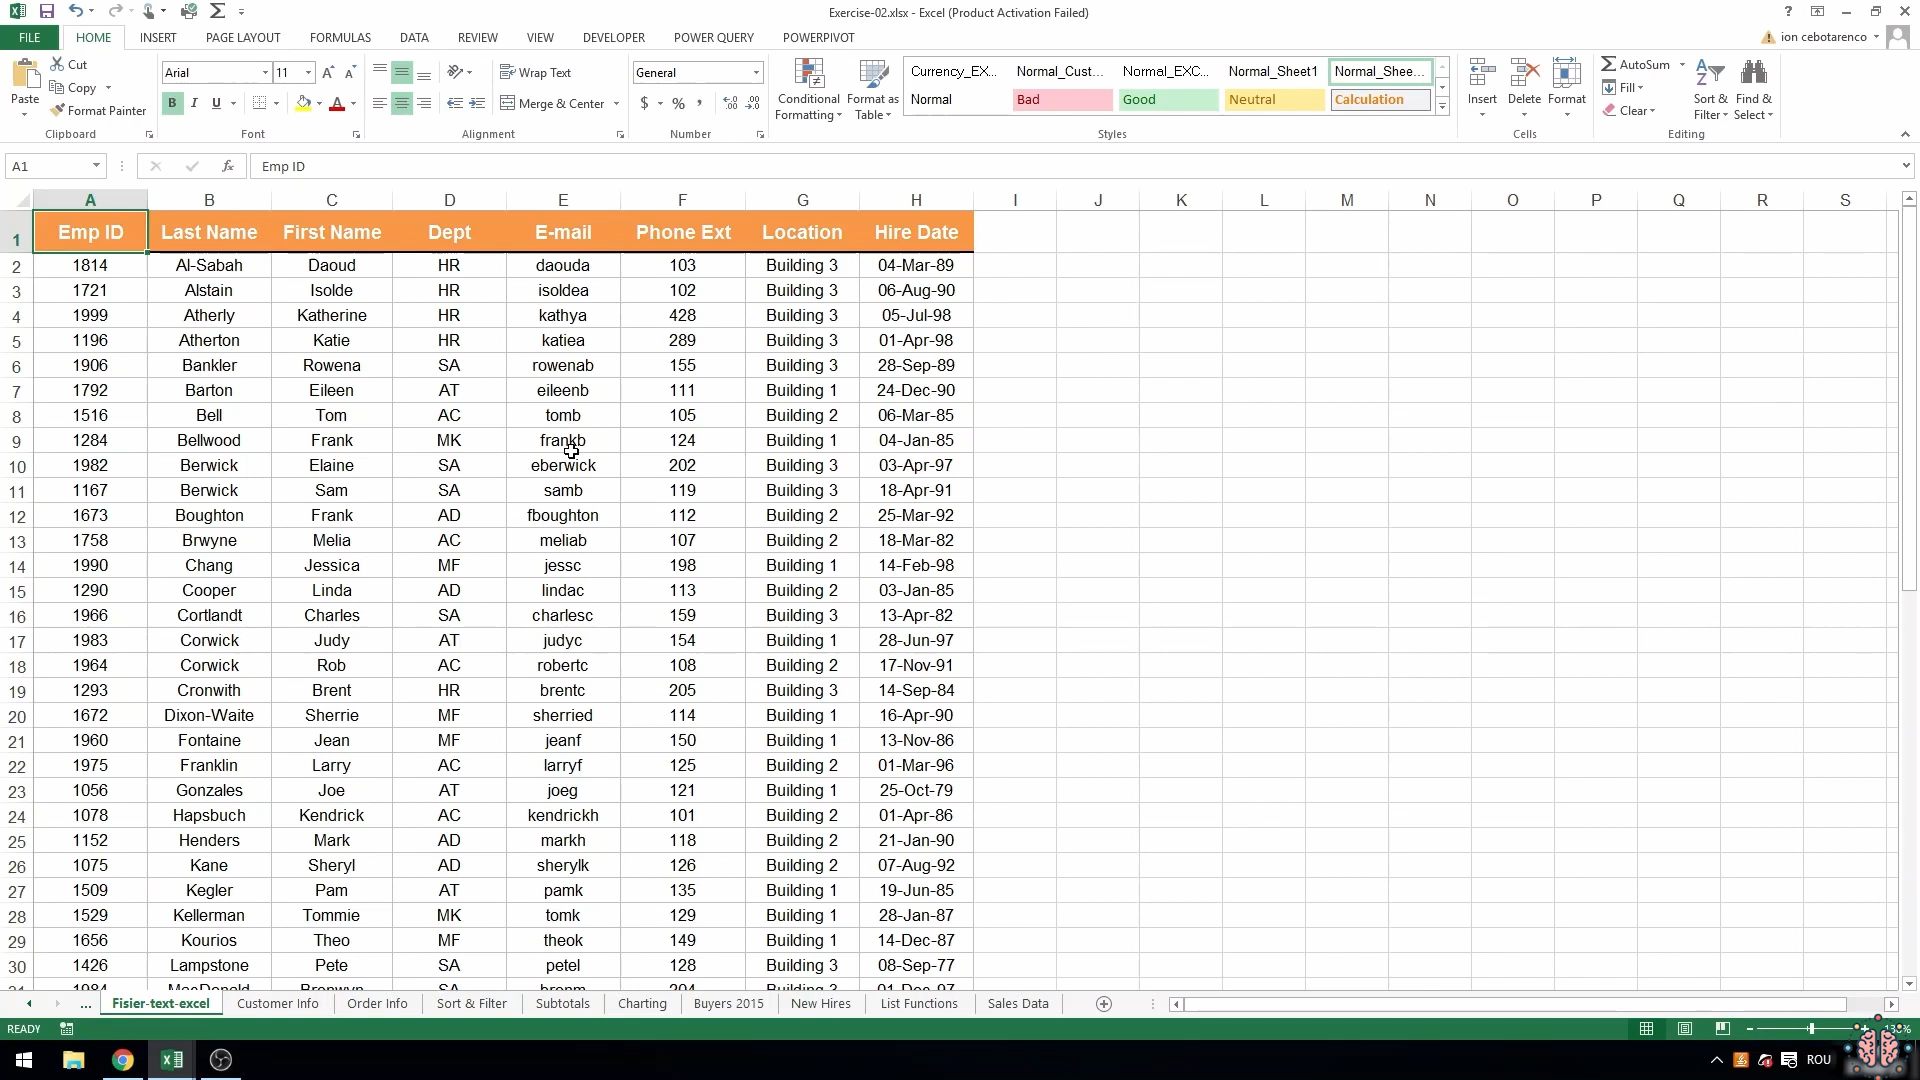 Exercise-02.xlsx - Excel (Product Activation Failed)
FILE HOME INSERT PAGE LAYOUT FORMULAS DATA REVIEW VIEW DEVELOPER POWER QUERY POWERPIVOT ion cebotarenco
Paste Cut Copy Format Painter Clipboard
Arial 11 B I U Font
Wrap Text Merge & Center Alignment
General $ % , Number
Conditional Formatting Format as Table
Currency_EX... Normal_Cust... Normal_EXC... Normal_Sheet1 Normal_Shee...
Normal Bad Good Neutral Calculation
Styles
Insert Delete Format Cells
AutoSum Fill Clear Sort & Filter Find & Select Editing
A1 fx Emp ID
A B C D E F G H I J K L M N O P Q R S
1 Emp ID Last Name First Name Dept E-mail Phone Ext Location Hire Date
2 1814 Al-Sabah Daoud HR daouda 103 Building 3 04-Mar-89
3 1721 Alstain Isolde HR isoldea 102 Building 3 06-Aug-90
4 1999 Atherly Katherine HR kathya 428 Building 3 05-Jul-98
5 1196 Atherton Katie HR katiea 289 Building 3 01-Apr-98
6 1906 Bankler Rowena SA rowenab 155 Building 3 28-Sep-89
7 1792 Barton Eileen AT eileenb 111 Building 1 24-Dec-90
8 1516 Bell Tom AC tomb 105 Building 2 06-Mar-85
9 1284 Bellwood Frank MK frankb 124 Building 1 04-Jan-85
10 1982 Berwick Elaine SA eberwick 202 Building 3 03-Apr-97
11 1167 Berwick Sam SA samb 119 Building 3 18-Apr-91
12 1673 Boughton Frank AD fboughton 112 Building 2 25-Mar-92
13 1758 Brwyne Melia AC meliab 107 Building 2 18-Mar-82
14 1990 Chang Jessica MF jessc 198 Building 1 14-Feb-98
15 1290 Cooper Linda AD lindac 113 Building 2 03-Jan-85
16 1966 Cortlandt Charles SA charlesc 159 Building 3 13-Apr-82
17 1983 Corwick Judy AT judyc 154 Building 1 28-Jun-97
18 1964 Corwick Rob AC robertc 108 Building 2 17-Nov-91
19 1293 Cronwith Brent HR brentc 205 Building 3 14-Sep-84
20 1672 Dixon-Waite Sherrie MF sherried 114 Building 1 16-Apr-90
21 1960 Fontaine Jean MF jeanf 150 Building 1 13-Nov-86
22 1975 Franklin Larry AC larryf 125 Building 2 01-Mar-96
23 1056 Gonzales Joe AT joeg 121 Building 1 25-Oct-79
24 1078 Hapsbuch Kendrick AC kendrickh 101 Building 2 01-Apr-86
25 1152 Henders Mark AD markh 118 Building 2 21-Jan-90
26 1075 Kane Sheryl AD sherylk 126 Building 2 07-Aug-92
27 1509 Kegler Pam AT pamk 135 Building 1 19-Jun-85
28 1529 Kellerman Tommie MK tomk 129 Building 1 28-Jan-87
29 1656 Kourios Theo MF theok 149 Building 1 14-Dec-87
30 1426 Lampstone Pete SA petel 128 Building 3 08-Sep-77
... Fisier-text-excel Customer Info Order Info Sort & Filter Subtotals Charting Buyers 2015 New Hires List Functions Sales Data
READY
ROU